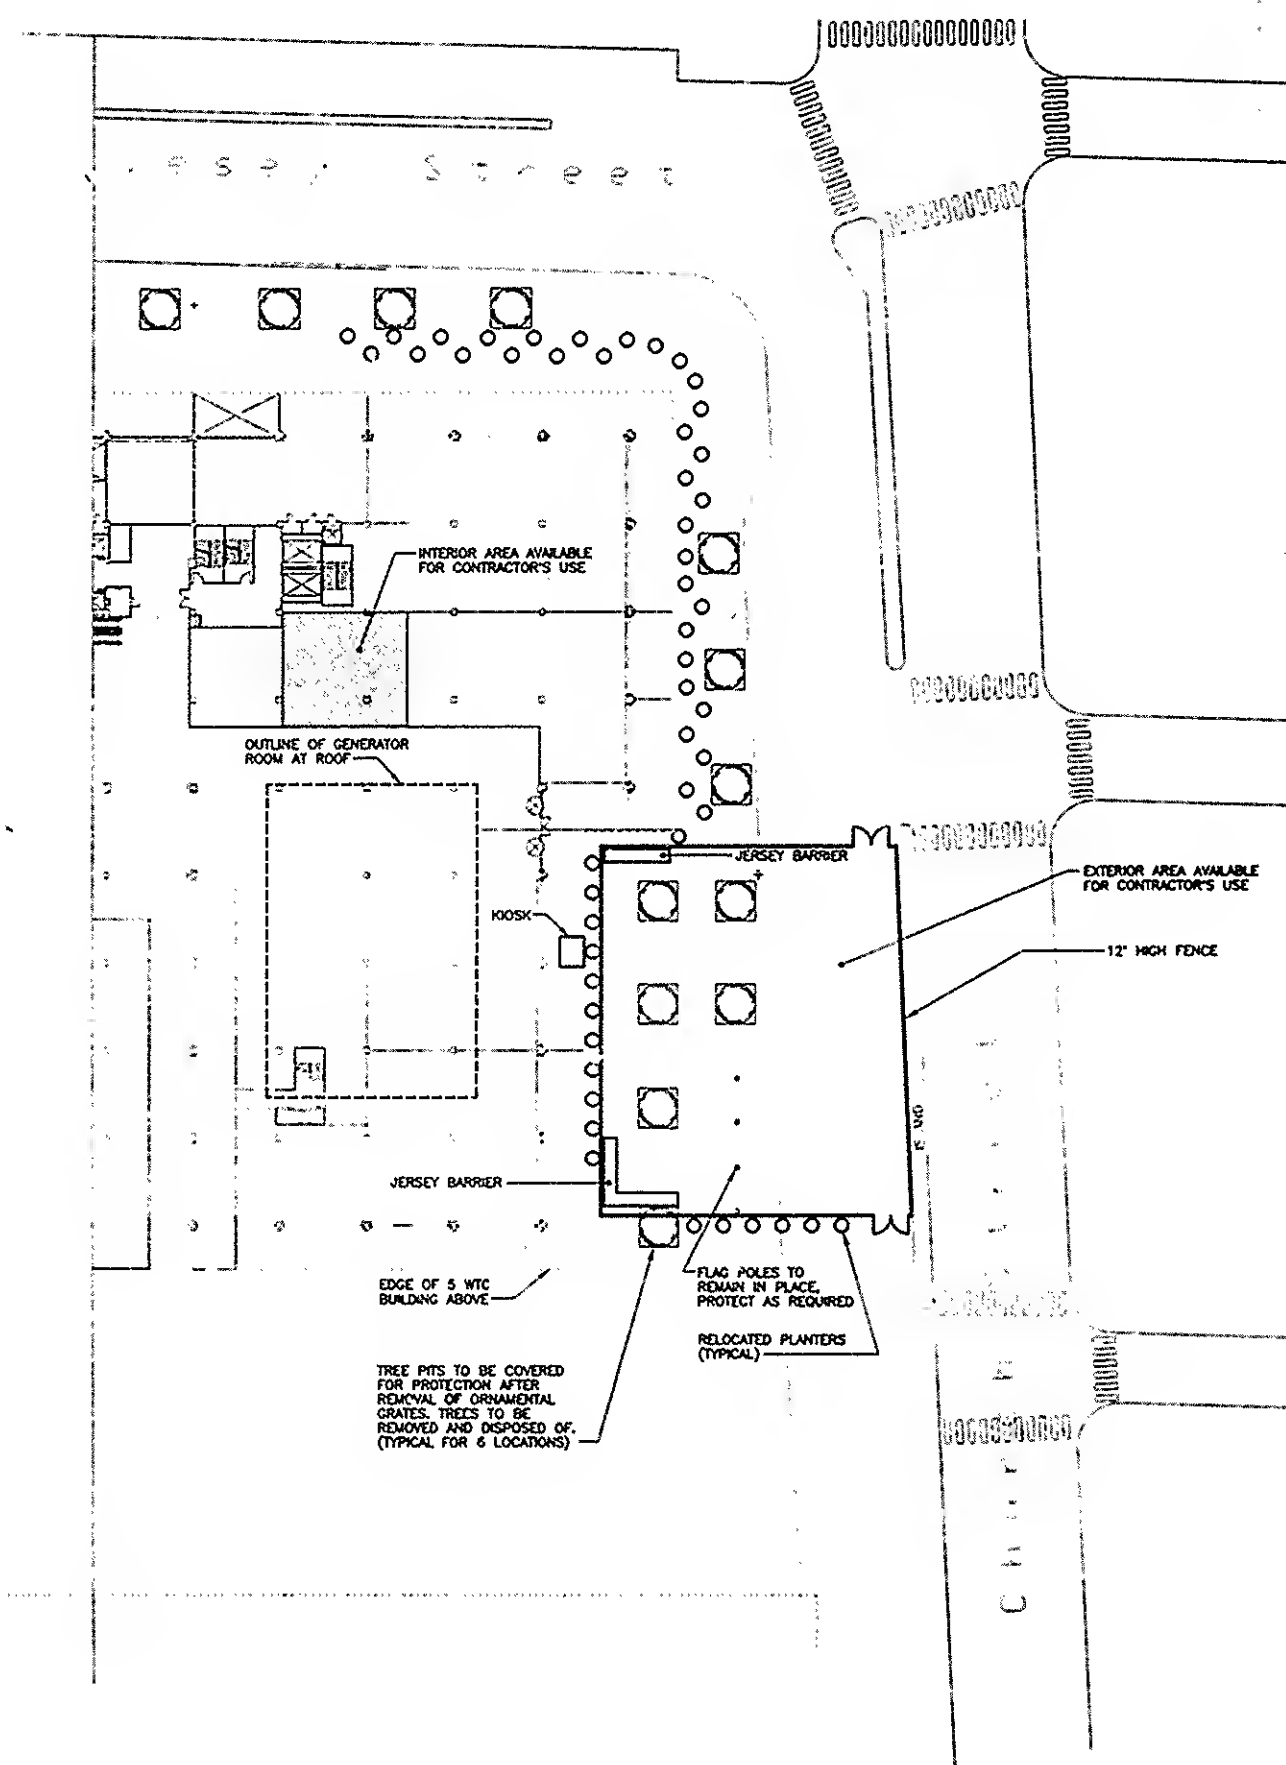 Street
INTERIOR AREA AVAILABLE
FOR CONTRACTOR'S USE
OUTLINE OF GENERATOR
ROOM AT ROOF
JERSEY BARRIER
EXTERIOR AREA AVAILABLE
FOR CONTRACTOR'S USE
KIOSK
12" HIGH FENCE
JERSEY BARRIER
EDGE OF 5 WTC
BUILDING ABOVE
FLAG POLES TO
REMAIN IN PLACE,
PROTECT AS REQUIRED
RELOCATED PLANTERS
(TYPICAL)
TREE PITS TO BE COVERED
FOR PROTECTION AFTER
REMOVAL OF ORNAMENTAL
GRATES. TREES TO BE
REMOVED AND DISPOSED OF.
(TYPICAL FOR 6 LOCATIONS)
Church